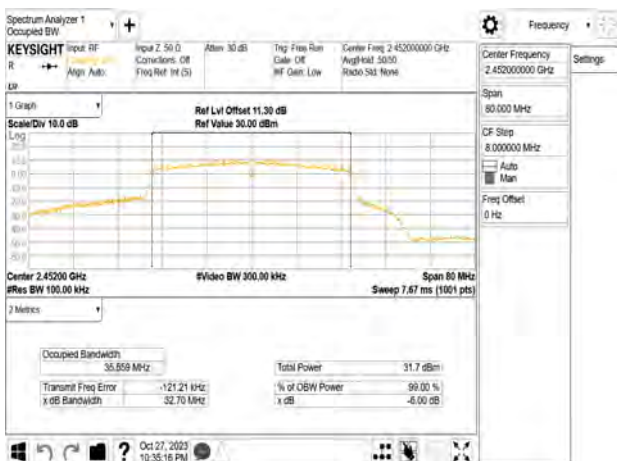 Spectrum Analyzer 1
Occupied BW
+
Frequency
KEYSIGHT
Input: RF
Input Z: 50 Ω
Atten: 30 dB
Trig: Free Run
Center Freq: 2.452000000 GHz
Corrections: Off
Gate: Off
Avg|Hold: 50/50
R
Align: Auto
Freq Ref: Int (S)
#IF Gain: Low
Radio Std: None
1 Graph
Ref Lvl Offset 11.30 dB
Scale/Div 10.0 dB
Ref Value 30.00 dBm
Log
Center 2.45200 GHz
#Video BW 300.00 kHz
Span 80 MHz
#Res BW 100.00 kHz
Sweep 7.67 ms (1001 pts)
2 Metrics
Occupied Bandwidth
35.859 MHz
Total Power
31.7 dBm
Transmit Freq Error
-121.21 kHz
% of OBW Power
99.00 %
x dB Bandwidth
32.70 MHz
x dB
-6.00 dB
?
Oct 27, 2023
10:35:16 PM
Center Frequency
2.452000000 GHz
Settings
Span
80.000 MHz
CF Step
8.000000 MHz
Auto
Man
Freq Offset
0 Hz